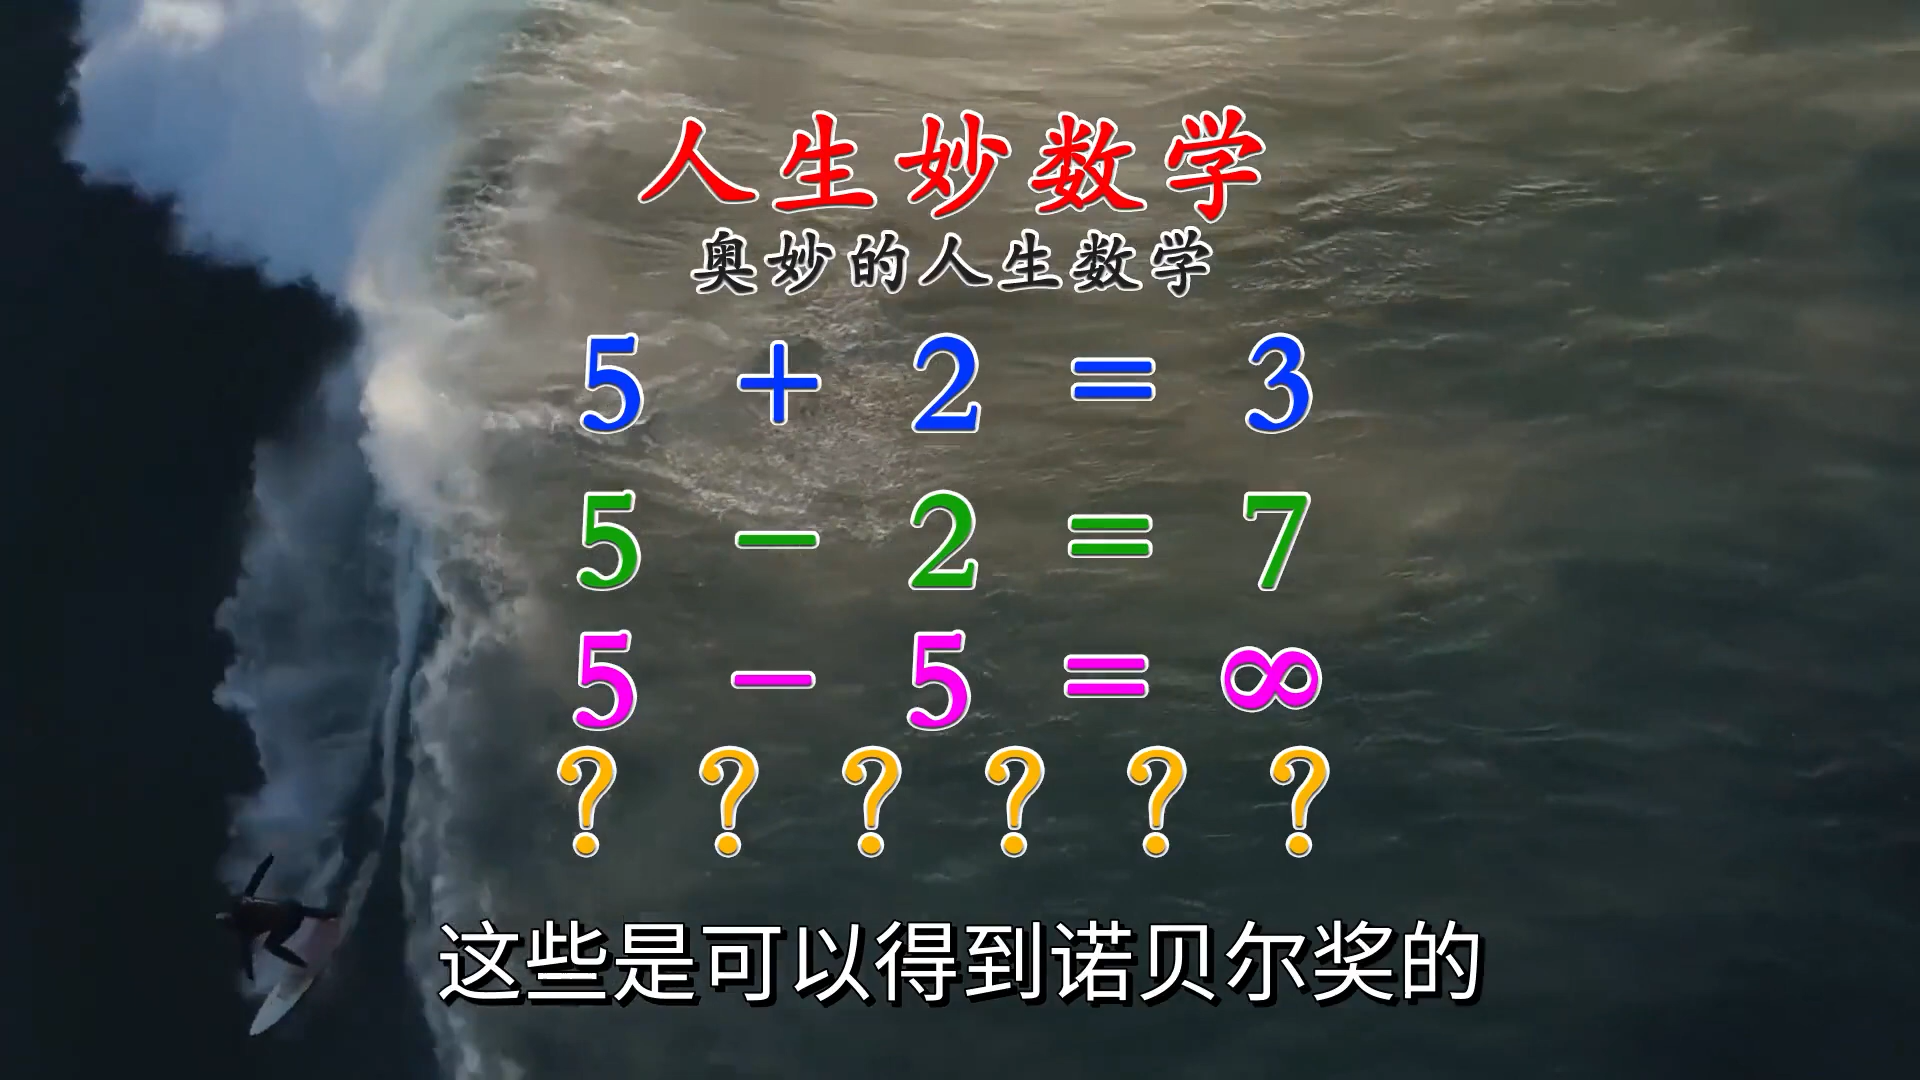 人生妙数学
奥妙的人生数学
5 + 2 = 3
5 − 2 = 7
5 − 5 = ∞
? ? ? ? ? ?
这些是可以得到诺贝尔奖的